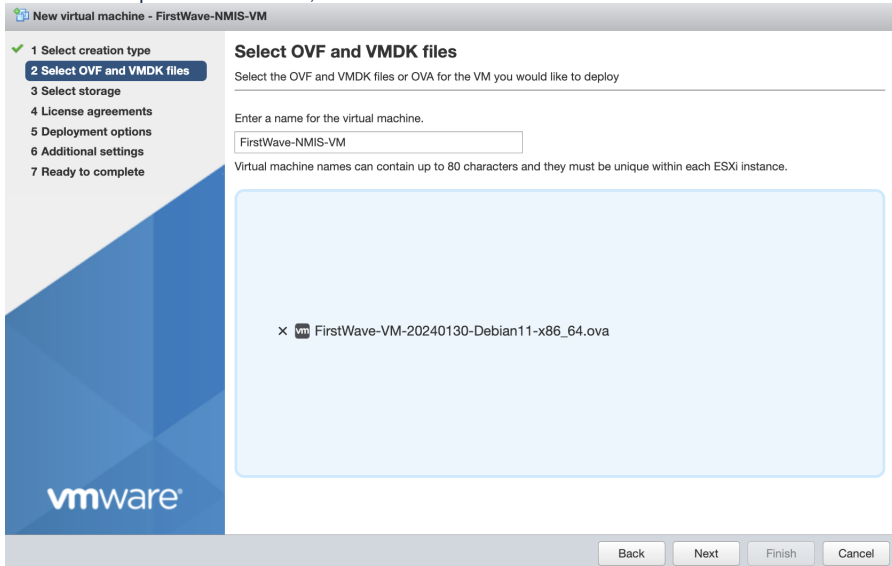 New virtual machine - FirstWave-NMIS-VM
1 Select creation type
2 Select OVF and VMDK files
3 Select storage
4 License agreements
5 Deployment options
6 Additional settings
7 Ready to complete
Select OVF and VMDK files
Select the OVF and VMDK files or OVA for the VM you would like to deploy
Enter a name for the virtual machine.
FirstWave-NMIS-VM
Virtual machine names can contain up to 80 characters and they must be unique within each ESXi instance.
vm FirstWave-VM-20240130-Debian11-x86_64.ova
vmware®
Back Next Finish Cancel